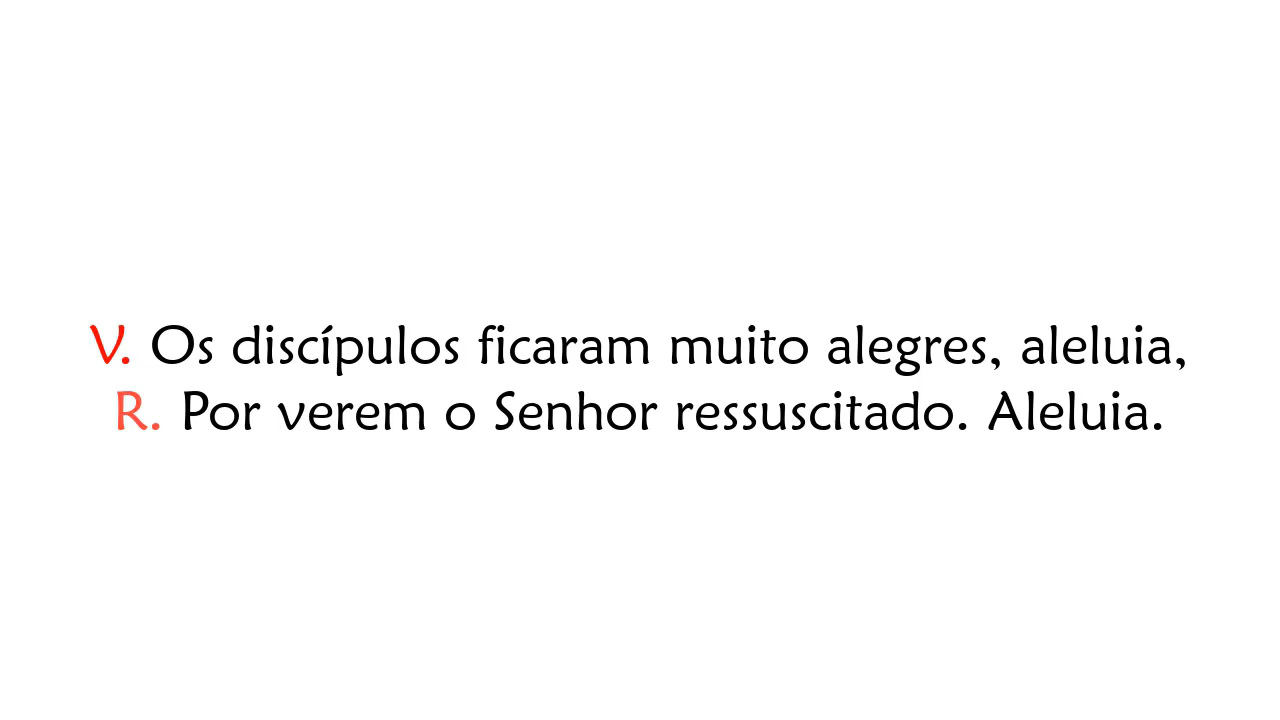 V. Os discípulos ficaram muito alegres, aleluia,
R. Por verem o Senhor ressuscitado. Aleluia.